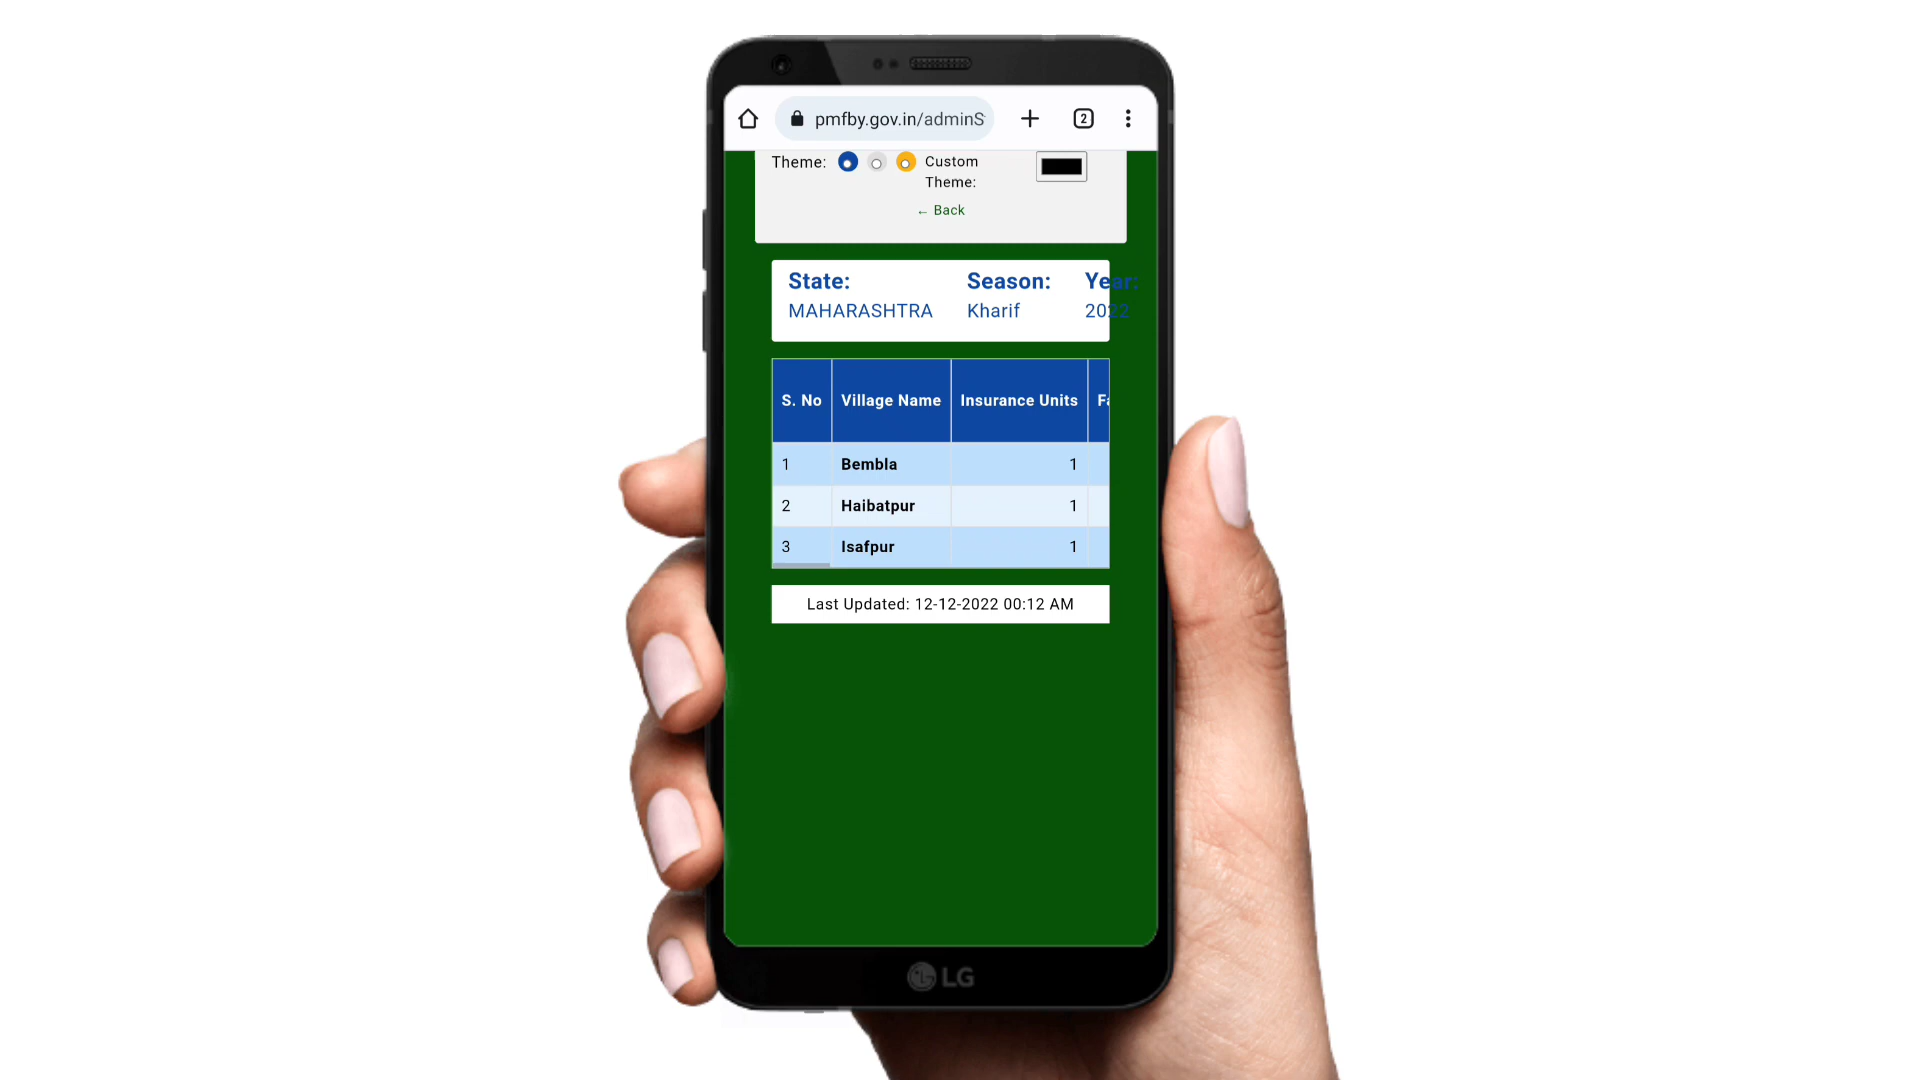 pmfby.gov.in/adminS
2
Theme:
Custom
Theme:
← Back
State: Season: Year:
MAHARASHTRA Kharif 2022
S. No Village Name Insurance Units
1 Bembla 1
2 Haibatpur 1
3 Isafpur 1
Last Updated: 12-12-2022 00:12 AM
LG